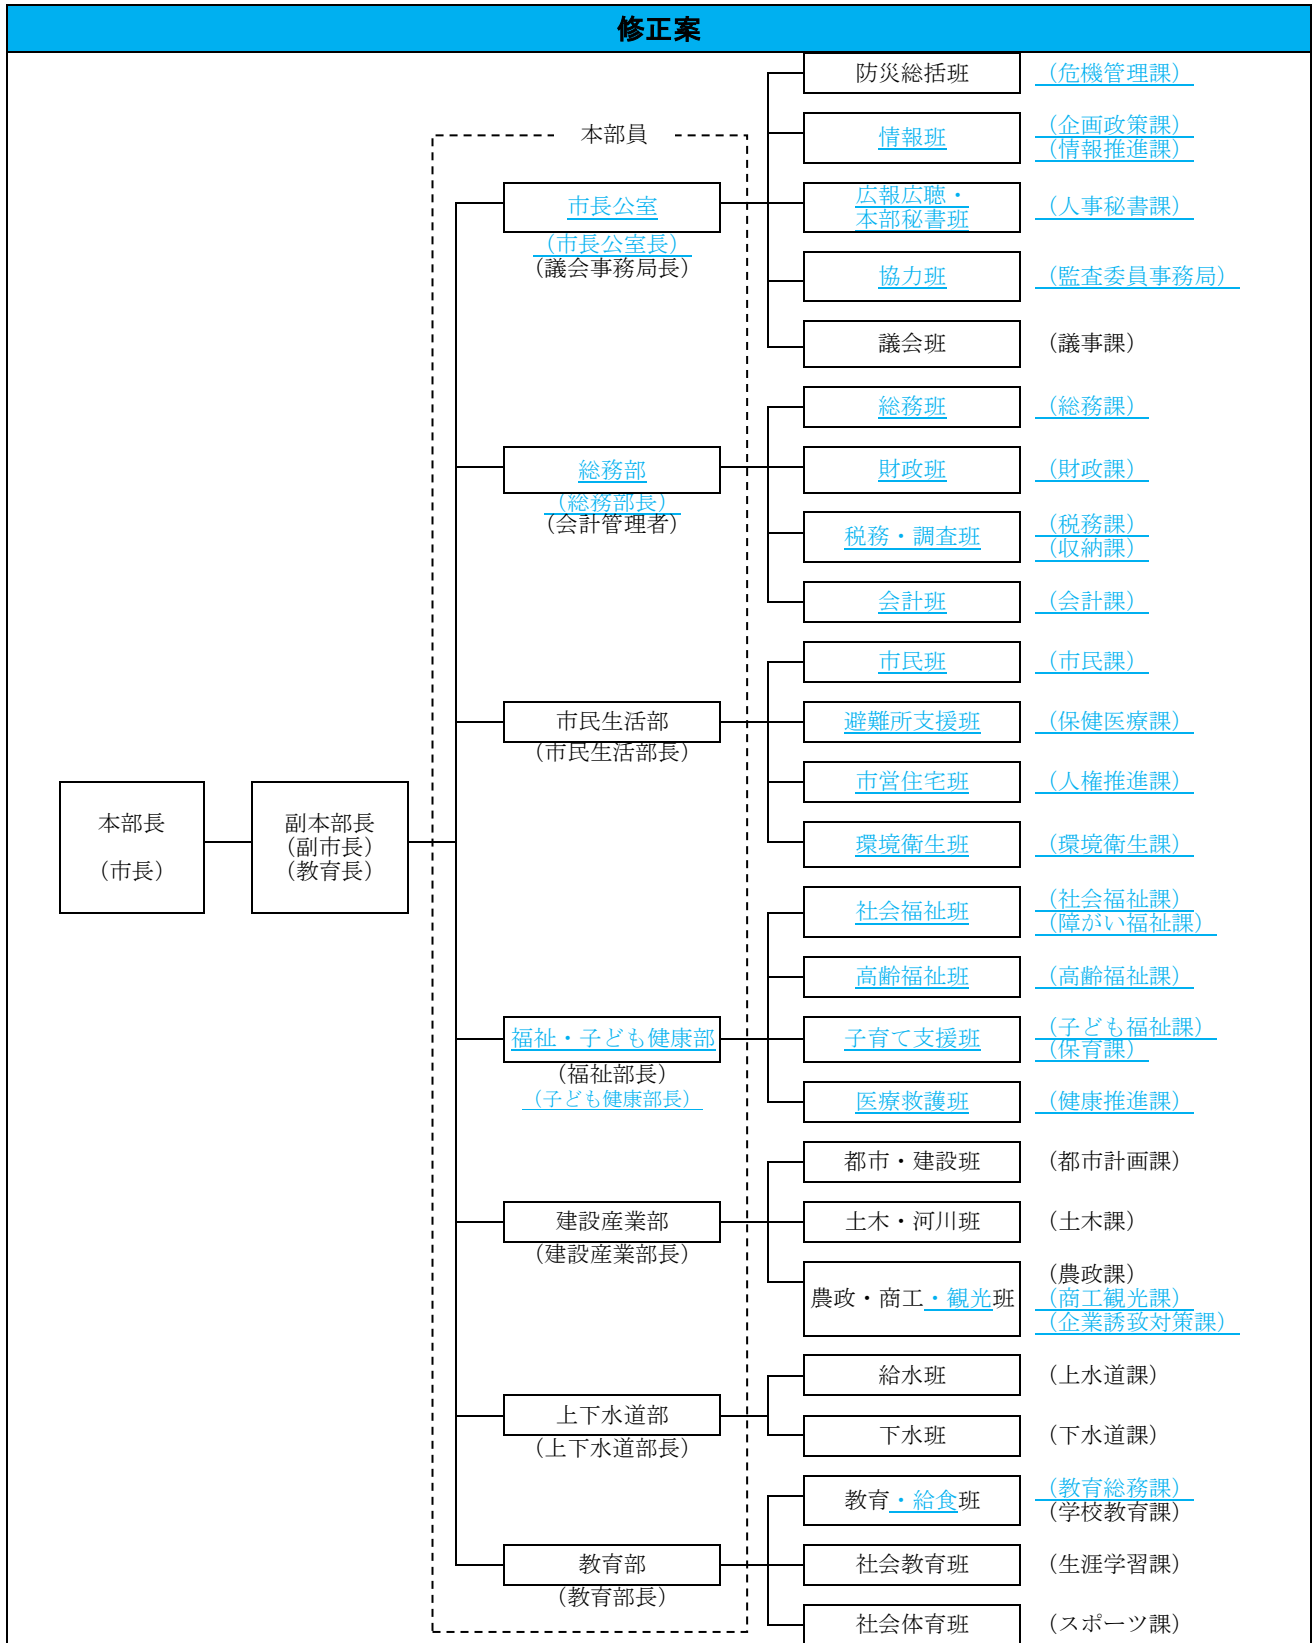 修正案
本部員
本部長
（市長）
副本部長
（副市長）
（教育長）
市長公室
（市長公室長）
（議会事務局長）
防災総括班
（危機管理課）
情報班
（企画政策課）
（情報推進課）
広報広聴・
本部秘書班
（人事秘書課）
協力班
（監査委員事務局）
議会班
（議事課）
総務部
（総務部長）
（会計管理者）
総務班
（総務課）
財政班
（財政課）
税務・調査班
（税務課）
（収納課）
会計班
（会計課）
市民生活部
（市民生活部長）
市民班
（市民課）
避難所支援班
（保健医療課）
市営住宅班
（人権推進課）
環境衛生班
（環境衛生課）
福祉・子ども健康部
（福祉部長）
（子ども健康部長）
社会福祉班
（社会福祉課）
（障がい福祉課）
高齢福祉班
（高齢福祉課）
子育て支援班
（子ども福祉課）
（保育課）
医療救護班
（健康推進課）
建設産業部
（建設産業部長）
都市・建設班
（都市計画課）
土木・河川班
（土木課）
農政・商工・観光班
（農政課）
（商工観光課）
（企業誘致対策課）
上下水道部
（上下水道部長）
給水班
（上水道課）
下水班
（下水道課）
教育部
（教育部長）
教育・給食班
（教育総務課）
（学校教育課）
社会教育班
（生涯学習課）
社会体育班
（スポーツ課）